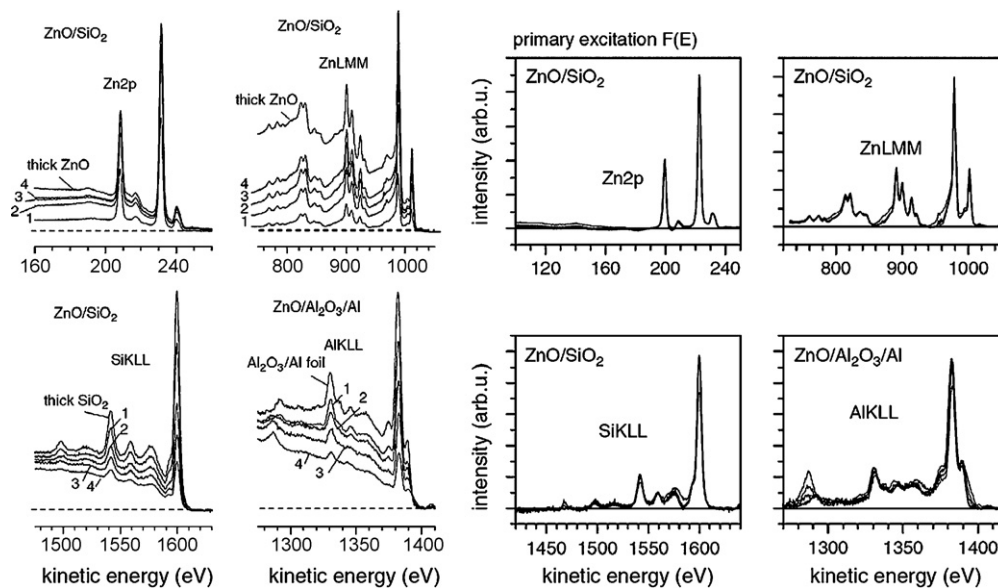 ZnO/SiO₂
Zn2p
thick ZnO
4
3
2
1
160 200 240
ZnO/SiO₂
ZnLMM
thick ZnO
4
3
2
1
800 900 1000
ZnO/SiO₂
SiKLL
thick SiO₂
1
2
3
4
1500 1550 1600
kinetic energy (eV)
ZnO/Al₂O₃/Al
AlKLL
Al₂O₃/Al foil
1
2
3
4
1300 1350 1400
kinetic energy (eV)
primary excitation F(E)
intensity (arb.u.)
ZnO/SiO₂
Zn2p
100 120 140 200 240
ZnO/SiO₂
ZnLMM
800 900 1000
intensity (arb.u.)
ZnO/SiO₂
SiKLL
1450 1500 1550 1600
kinetic energy (eV)
ZnO/Al₂O₃/Al
AlKLL
1300 1350 1400
kinetic energy (eV)